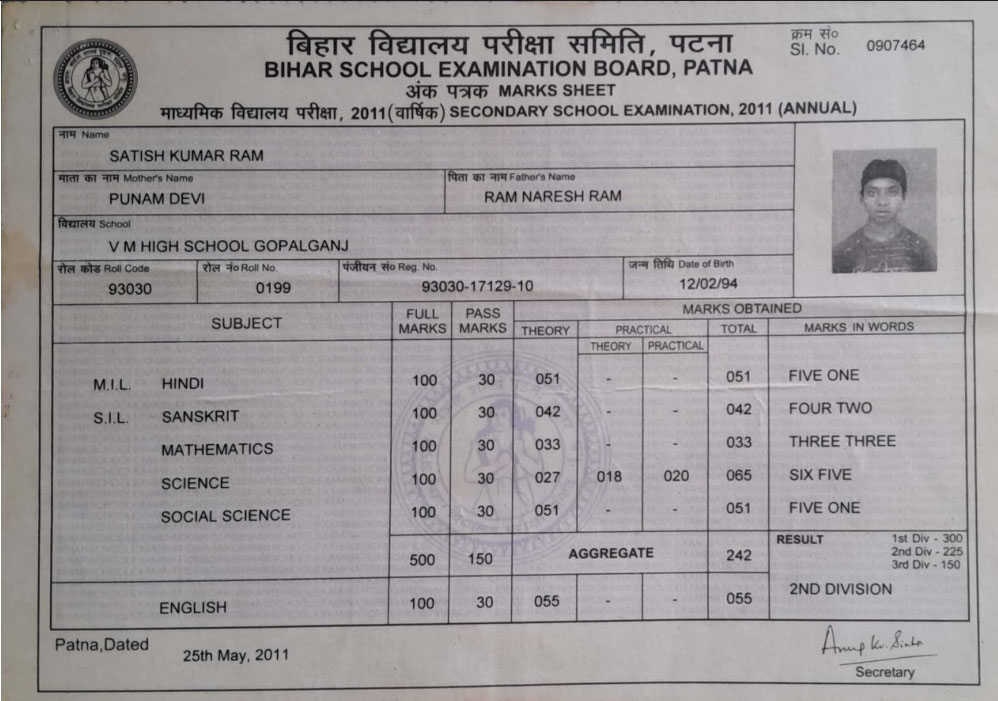 बिहार विद्यालय परीक्षा समिति, पटना
क्रम सं०
Sl. No. 0907464
BIHAR SCHOOL EXAMINATION BOARD, PATNA
अंक पत्रक MARKS SHEET
माध्यमिक विद्यालय परीक्षा, 2011(वार्षिक) SECONDARY SCHOOL EXAMINATION, 2011 (ANNUAL)
नाम Name
SATISH KUMAR RAM
माता का नाम Mother's Name पिता का नाम Father's Name
PUNAM DEVI RAM NARESH RAM
विद्यालय School
V M HIGH SCHOOL GOPALGANJ
रोल कोड Roll Code रोल नं० Roll No. पंजीयन सं० Reg. No. जन्म तिथि Date of Birth
93030 0199 93030-17129-10 12/02/94
SUBJECT FULL MARKS PASS MARKS MARKS OBTAINED
THEORY PRACTICAL TOTAL MARKS IN WORDS
THEORY PRACTICAL
M.I.L. HINDI 100 30 051 - - 051 FIVE ONE
S.I.L. SANSKRIT 100 30 042 - - 042 FOUR TWO
MATHEMATICS 100 30 033 - - 033 THREE THREE
SCIENCE 100 30 027 018 020 065 SIX FIVE
SOCIAL SCIENCE 100 30 051 - - 051 FIVE ONE
500 150 AGGREGATE 242 RESULT 1st Div - 300
2nd Div - 225
3rd Div - 150
2ND DIVISION
ENGLISH 100 30 055 - - 055
Patna,Dated
25th May, 2011
Anup Kr. Sinha
Secretary